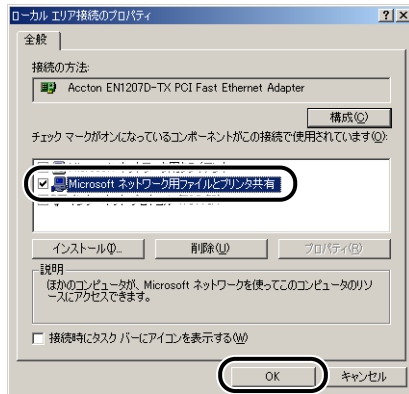 ローカル エリア接続のプロパティ
全般
接続の方法:
Accton EN1207D-TX PCI Fast Ethernet Adapter
構成(C)
チェック マークがオンになっているコンポーネントがこの接続で使用されています(O):
Microsoft ネットワーク用ファイルとプリンタ共有
インストール(I)...
削除(U)
プロパティ(R)
説明
ほかのコンピュータが、Microsoft ネットワークを使ってこのコンピュータのリソ
ースにアクセスできます。
接続時にタスク バーにアイコンを表示する(W)
OK
キャンセル